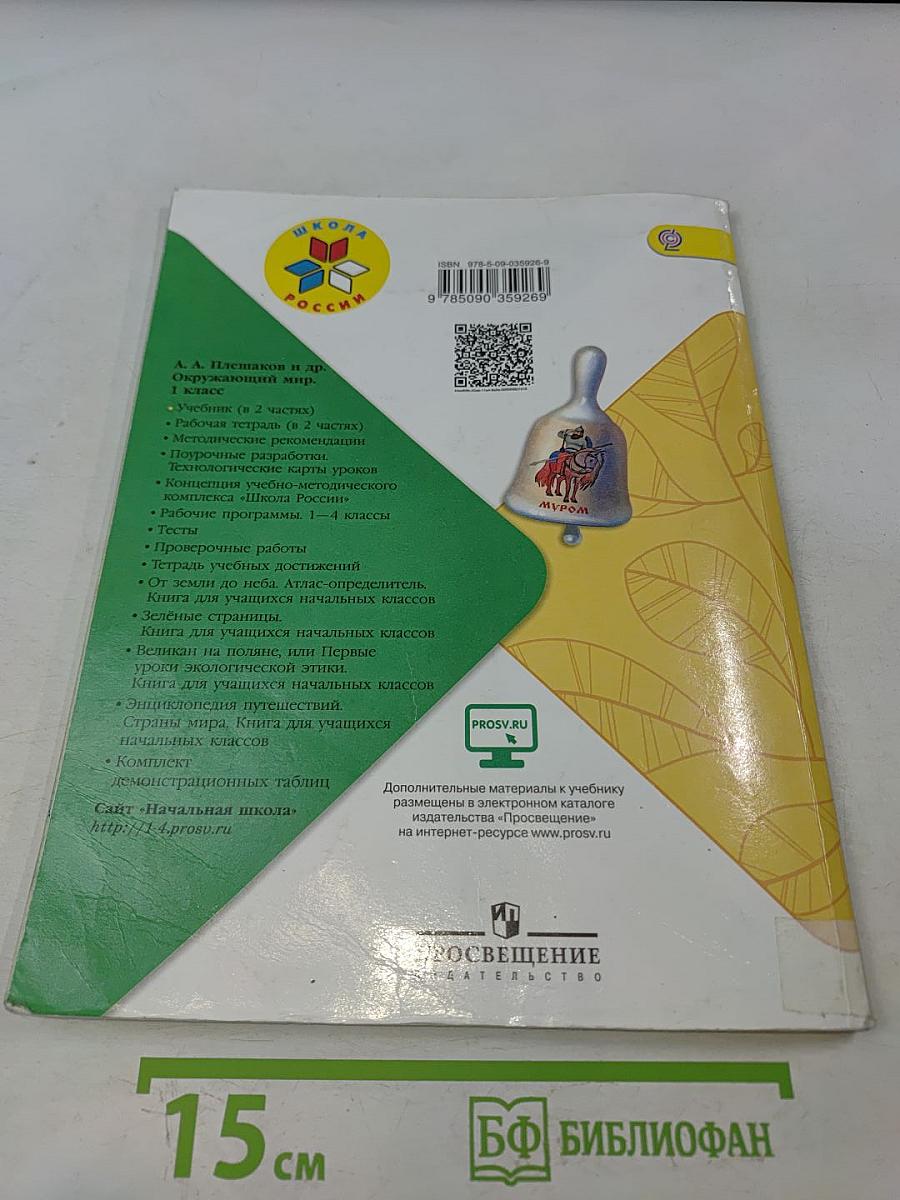 ШКОЛА
РОССИИ
ISBN 978-5-09-035926-9
9 785090 359269
А. А. Плешаков и др.
Окружающий мир.
1 класс
• Учебник (в 2 частях)
• Рабочая тетрадь (в 2 частях)
• Методические рекомендации
• Поурочные разработки.
Технологические карты уроков
• Концепция учебно-методического
комплекса «Школа России»
• Рабочие программы. 1—4 классы
• Тесты
• Проверочные работы
• Тетрадь учебных достижений
• От земли до неба. Атлас-определитель.
Книга для учащихся начальных классов
• Зелёные страницы.
Книга для учащихся начальных классов
• Великан на поляне, или Первые
уроки экологической этики.
Книга для учащихся начальных классов
• Энциклопедия путешествий.
Страны мира. Книга для учащихся
начальных классов
• Комплект
демонстрационных таблиц
Сайт «Начальная школа»
http://1-4.prosv.ru
МУРОМ
PROSV.RU
Дополнительные материалы к учебнику
размещены в электронном каталоге
издательства «Просвещение»
на интернет-ресурсе www.prosv.ru
ПРОСВЕЩЕНИЕ
ИЗДАТЕЛЬСТВО
15 см
БФ БИБЛИОФАН